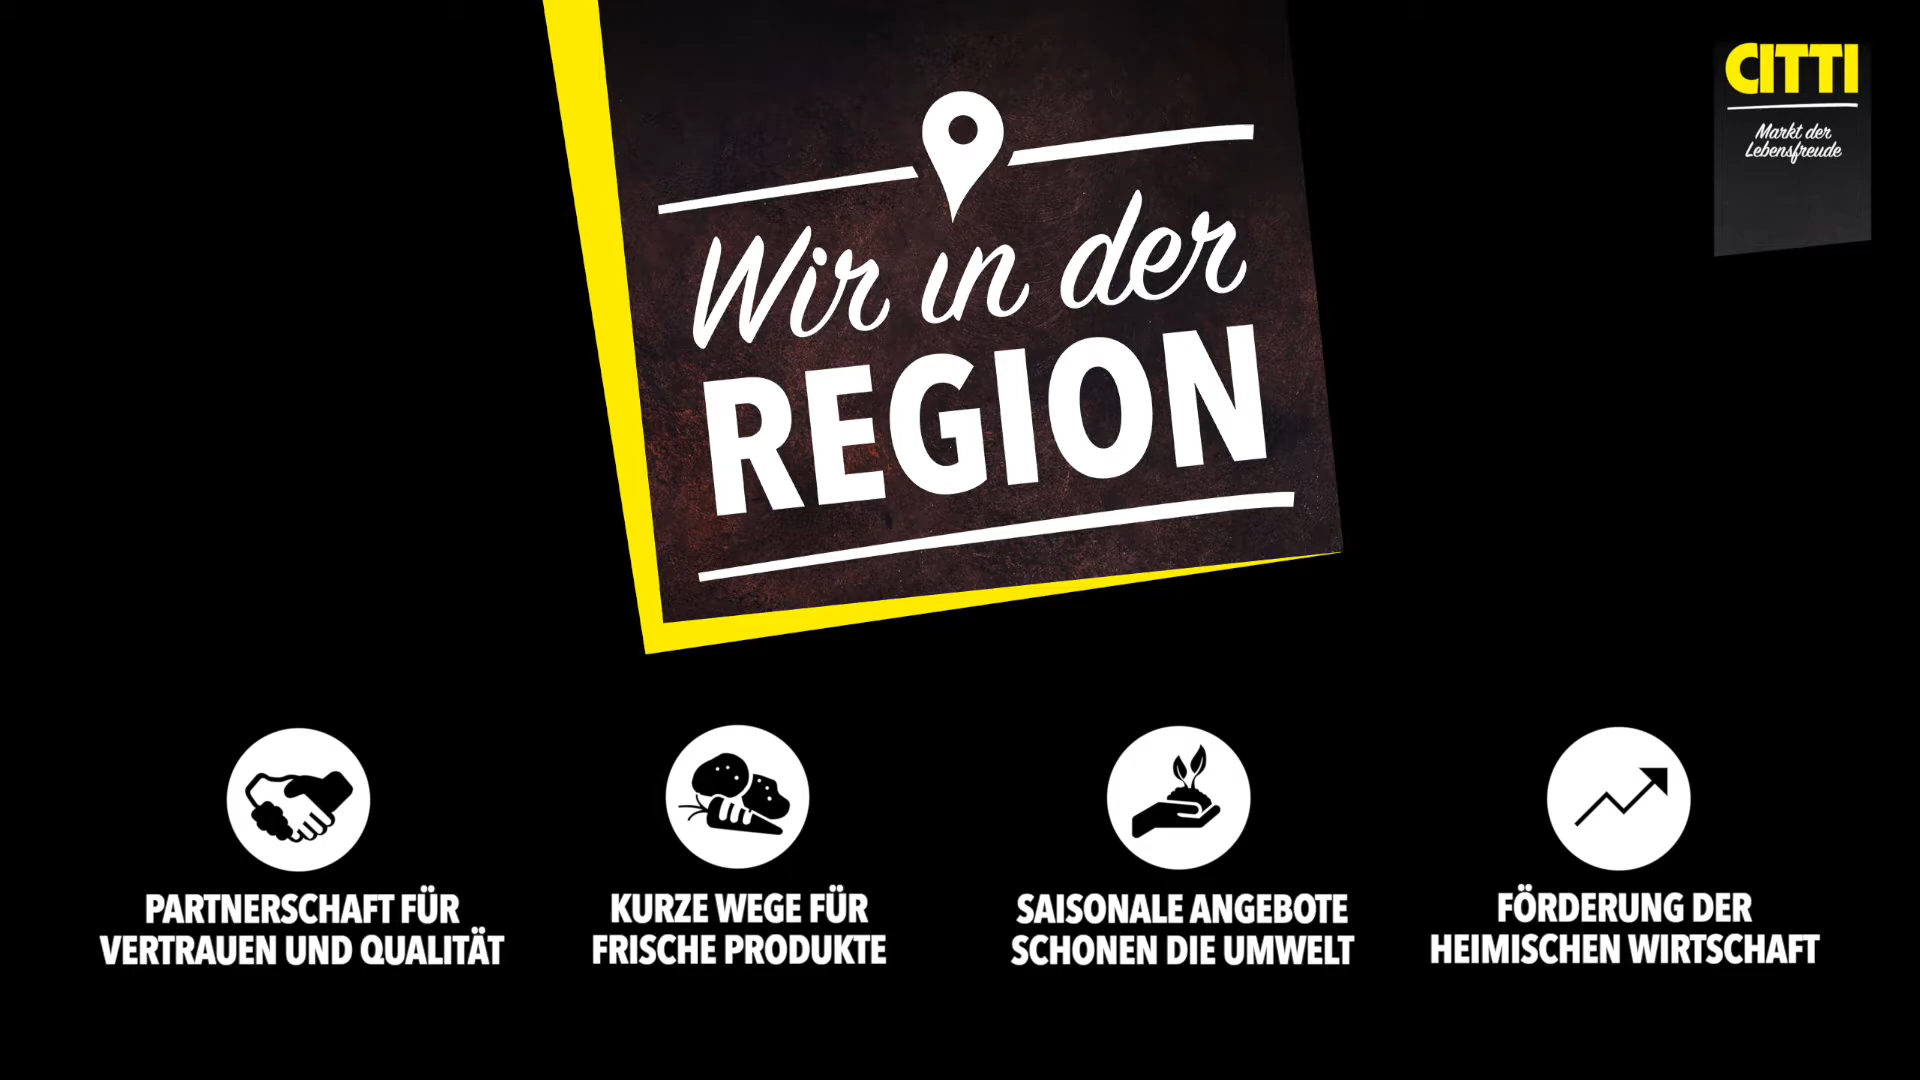 CITTI
Markt der
Lebensfreude
Wir in der
REGION
PARTNERSCHAFT FÜR
VERTRAUEN UND QUALITÄT
KURZE WEGE FÜR
FRISCHE PRODUKTE
SAISONALE ANGEBOTE
SCHONEN DIE UMWELT
FÖRDERUNG DER
HEIMISCHEN WIRTSCHAFT